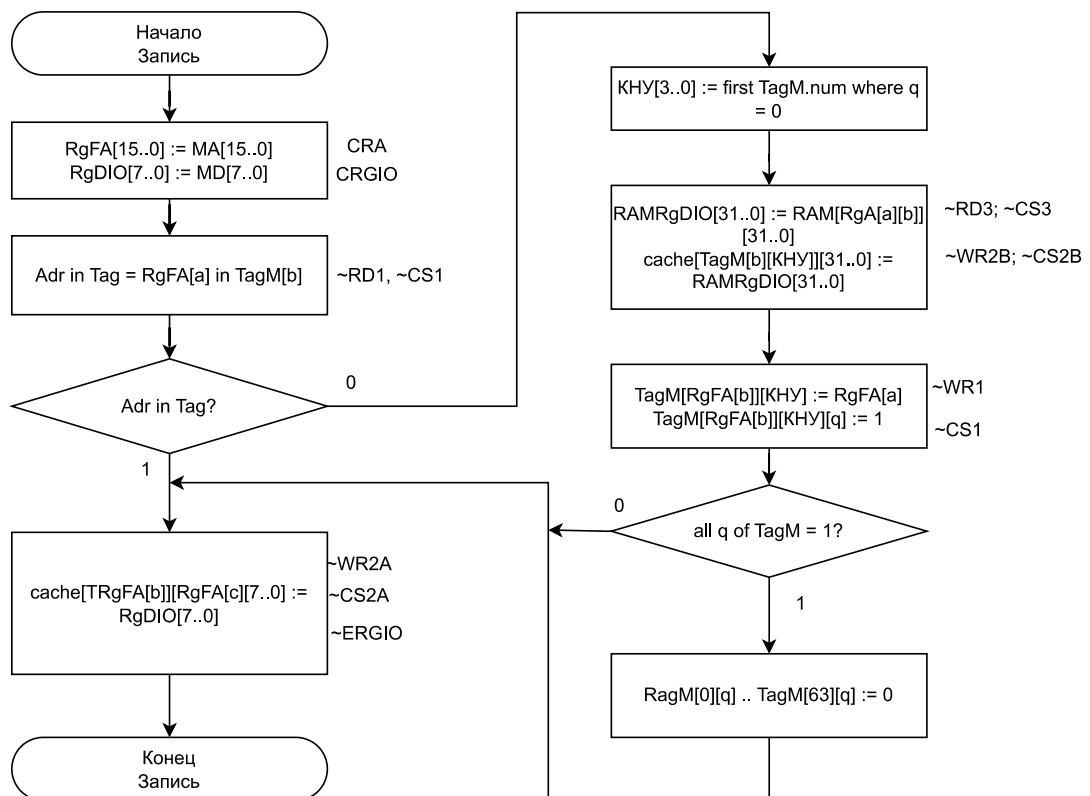 Начало
Запись
RgFA[15..0] := MA[15..0]
RgDIO[7..0] := MD[7..0]
CRA
CRGIO
Adr in Tag = RgFA[a] in TagM[b]
~RD1, ~CS1
Adr in Tag?
0
1
cache[TRgFA[b]][RgFA[c][7..0] :=
RgDIO[7..0]
~WR2A
~CS2A
~ERGIO
Конец
Запись
КНУ[3..0] := first TagM.num where q
= 0
RAMRgDIO[31..0] := RAM[RgA[a][b]]
[31..0]
cache[TagM[b][КНУ]][31..0] :=
RAMRgDIO[31..0]
~RD3; ~CS3
~WR2B; ~CS2B
TagM[RgFA[b]][КНУ] := RgFA[a]
TagM[RgFA[b]][КНУ][q] := 1
~WR1
~CS1
all q of TagM = 1?
0
1
RagM[0][q] .. TagM[63][q] := 0